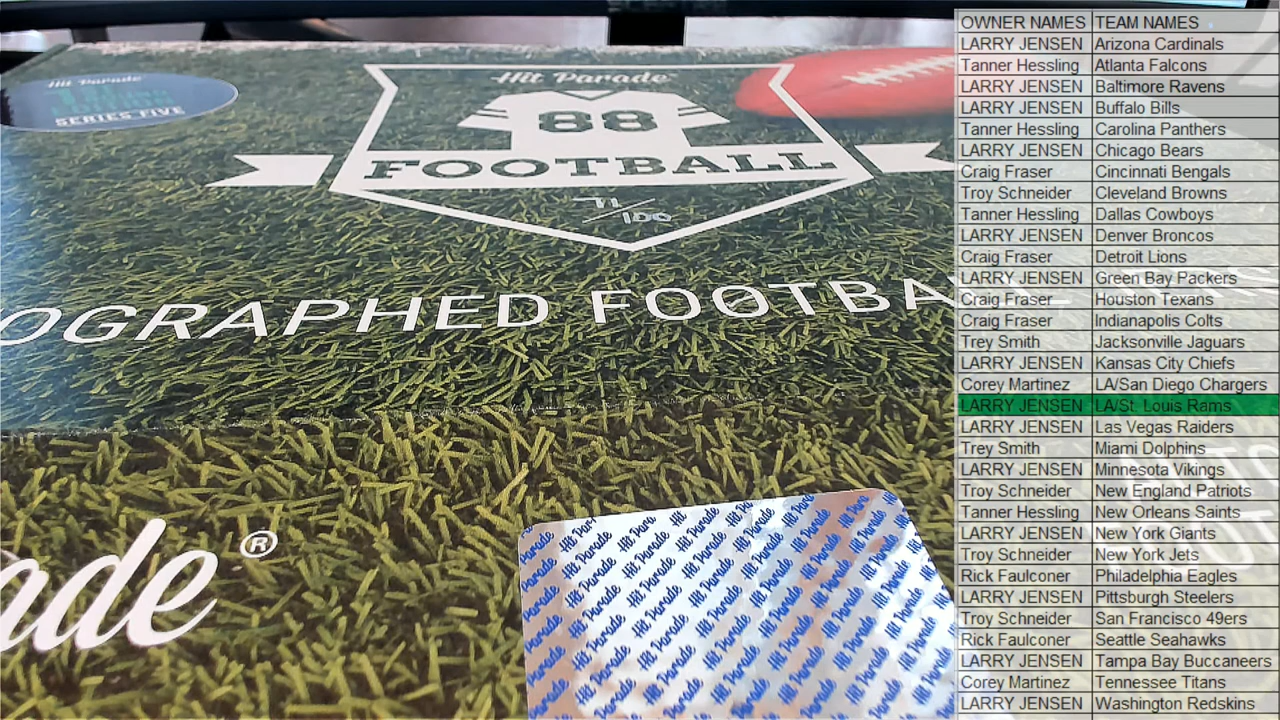 Hit Parade
SERIES FIVE
Hit Parade
88
FOOTBALL
/100
OGRAPHED FOOTBA
ade®
Hit Parade
OWNER NAMES TEAM NAMES
LARRY JENSEN Arizona Cardinals
Tanner Hessling Atlanta Falcons
LARRY JENSEN Baltimore Ravens
LARRY JENSEN Buffalo Bills
Tanner Hessling Carolina Panthers
LARRY JENSEN Chicago Bears
Craig Fraser Cincinnati Bengals
Troy Schneider Cleveland Browns
Tanner Hessling Dallas Cowboys
LARRY JENSEN Denver Broncos
Craig Fraser Detroit Lions
LARRY JENSEN Green Bay Packers
Craig Fraser Houston Texans
Craig Fraser Indianapolis Colts
Trey Smith Jacksonville Jaguars
LARRY JENSEN Kansas City Chiefs
Corey Martinez LA/San Diego Chargers
LARRY JENSEN LA/St. Louis Rams
LARRY JENSEN Las Vegas Raiders
Trey Smith Miami Dolphins
LARRY JENSEN Minnesota Vikings
Troy Schneider New England Patriots
Tanner Hessling New Orleans Saints
LARRY JENSEN New York Giants
Troy Schneider New York Jets
Rick Faulconer Philadelphia Eagles
LARRY JENSEN Pittsburgh Steelers
Troy Schneider San Francisco 49ers
Rick Faulconer Seattle Seahawks
LARRY JENSEN Tampa Bay Buccaneers
Corey Martinez Tennessee Titans
LARRY JENSEN Washington Redskins